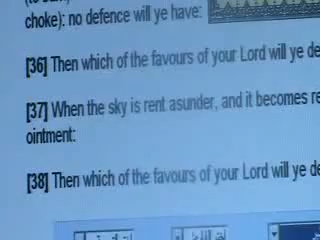 choke): no defence will ye have:
[36] Then which of the favours of your Lord will ye de
[37] When the sky is rent asunder, and it becomes re
ointment:
[38] Then which of the favours of your Lord will ye de